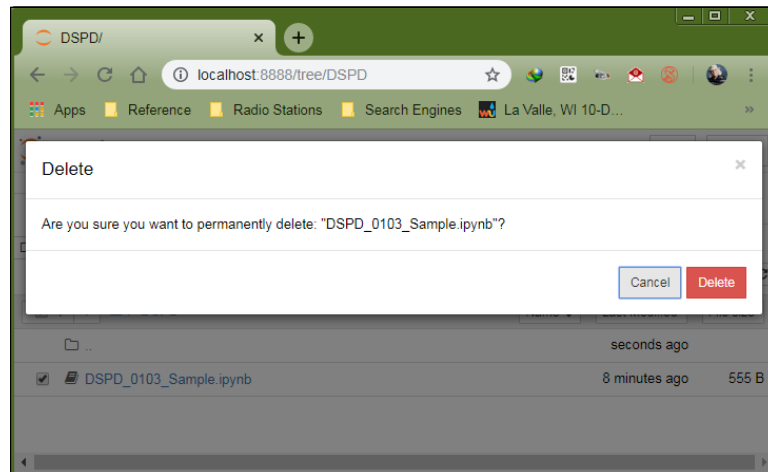 DSPD/
localhost:8888/tree/DSPD
Apps Reference Radio Stations Search Engines La Valle, WI 10-D...
Delete
Are you sure you want to permanently delete: "DSPD_0103_Sample.ipynb"?
Cancel Delete
.. seconds ago
DSPD_0103_Sample.ipynb 8 minutes ago 555 B